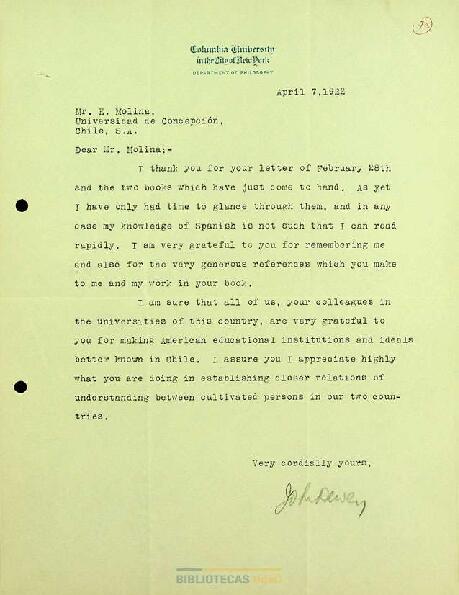 Columbia University
in the City of New York
DEPARTMENT OF PHILOSOPHY
April 7,1922
Mr. E. Molina,
Universidad de Concepción,
Chile, S.A.
Dear Mr. Molina;-
I thank you for your letter of February 28th
and the two books which have just come to hand. As yet
I have only had time to glance through them, and in any
case my knowledge of Spanish is not such that I can read
rapidly. I am very grateful to you for remembering me
and also for the very generous references which you make
to me and my work in your book.
I am sure that all of us, your colleagues in
the universities of this country, are very grateful to
you for making American educational institutions and ideals
better known in Chile. I assure you I appreciate highly
what you are doing in establishing closer relations of
understanding between cultivated persons in our two coun-
tries.
Very cordially yours,
John Dewey
BIBLIOTECAS